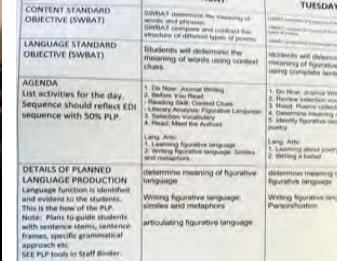 TUESDAY
CONTENT STANDARD
OBJECTIVE (SWBAT)
SWBAT determine the meaning of
words and phrases.
SWBAT compare and contrast the
structure of different types of poems.
LANGUAGE STANDARD
OBJECTIVE (SWBAT)
Students will determine the
meaning of words using context
clues.
Students will determine
meaning of figurative
using complete
AGENDA
List activities for the day.
Sequence should reflect EDI
sequence with 50% PLP.
1. Do Now: Journal Writing
2. Before You Read
- Reading Skill: Context Clues
- Literary Analysis: Figurative Language
3. Selection Vocabulary
4. Read: Meet the Authors
Lang. Arts:
1. Learning figurative language
2. Writing figurative language: Similes
and metaphors.
1. Do Now: Journal
2. Review selection
3. Read: Poems
4. Determine meaning
5. Identify figurative
poetry
Lang. Arts:
1. Learning about
2. Writing a
DETAILS OF PLANNED
LANGUAGE PRODUCTION
Language function is identified
and evident to the students.
This is the how of the PLP.
Note: Plans to guide students
with sentence stems, sentence
frames, specific grammatical
approach etc.
SEE PLP tools in Staff Binder.
determine meaning of figurative
language
Writing figurative language:
similes and metaphors
articulating figurative language
determine meaning
figurative language
Writing figurative
Personification